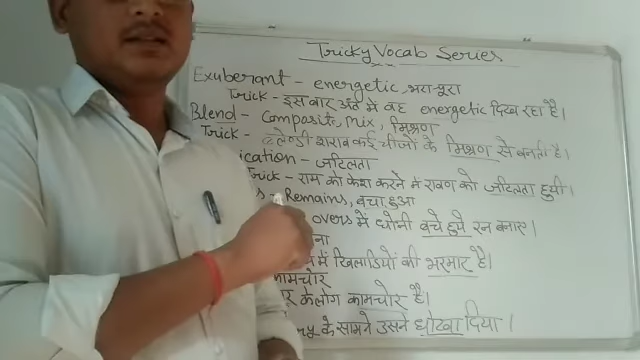 Tricky Vocab Series
Exuberant - energetic, भरा-पूरा
Trick - इस बार अंत में वह energetic दिख रहा है।
Blend - Composite, Mix, मिश्रण
Trick - ब्लेण्डी शराब कई चीजों के मिश्रण से बनती है।
ication - जटिलता
Trick - राम को केश करने में रावण को जटिलता हुयी।
s - Remains, बचा हुआ
overs में धोनी बचे हुये रन बनाए।
ना
में खिलाडियों की भरमार है।
कामचोर
के लोग कामचोर है।
के सामने उसने धोखा दिया ।